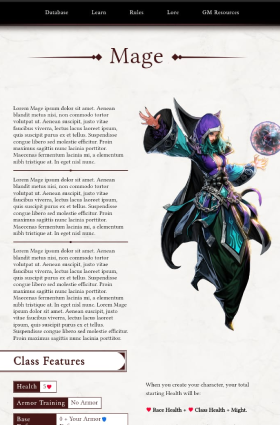 Database Learn Rules Lore GM Resources
Mage
Lorem Mage ipsum dolor sit amet. Aenean
blandit metus nisi, non commodo tortor
volutpat ut. Aenean tristique at justo vitae
faucibus viverra, lectus lacus laoreet ipsum,
quis suscipit purus ex et tellus. Suspendisse
congue libero sed molestie efficitur. Proin
maximus sagittis nunc lacinia porttitor.
Maecenas fermentum lacinia mi, a elementum
nibh tristique at. In eget nisl nunc.
Lorem Mage ipsum dolor sit amet. Aenean
blandit metus nisi, non commodo tortor
volutpat ut. Aenean tristique at justo vitae
faucibus viverra, lectus lacus laoreet ipsum,
quis suscipit purus ex et tellus. Suspendisse
congue libero sed molestie efficitur. Proin
maximus sagittis nunc lacinia porttitor.
Maecenas fermentum lacinia mi, a elementum
nibh tristique at. In eget nisl nunc.
Lorem Mage ipsum dolor sit amet. Aenean
blandit metus nisi, non commodo tortor
volutpat ut. Aenean tristique at justo vitae
faucibus viverra, lectus lacus laoreet ipsum,
quis suscipit purus ex et tellus. Suspendisse
congue libero sed molestie efficitur. Proin
maximus sagittis nunc lacinia porttitor.
Maecenas fermentum lacinia mi, a elementum
nibh tristique at. In eget nisl nunc. Lorem Mage
ipsum dolor sit amet. Aenean
vitae faucibus viverra, lectus lacus laoreet
ipsum, quis suscipit purus ex et tellus.
Suspendisse congue libero sed molestie efficitur
Proin maximus sagittis nunc lacinia porttitor.
Class Features
Health 5
Armor Training No Armor
Base 8 + Your Armor
When you create your character, your total
starting Health will be:
Race Health + Class Health + Might.